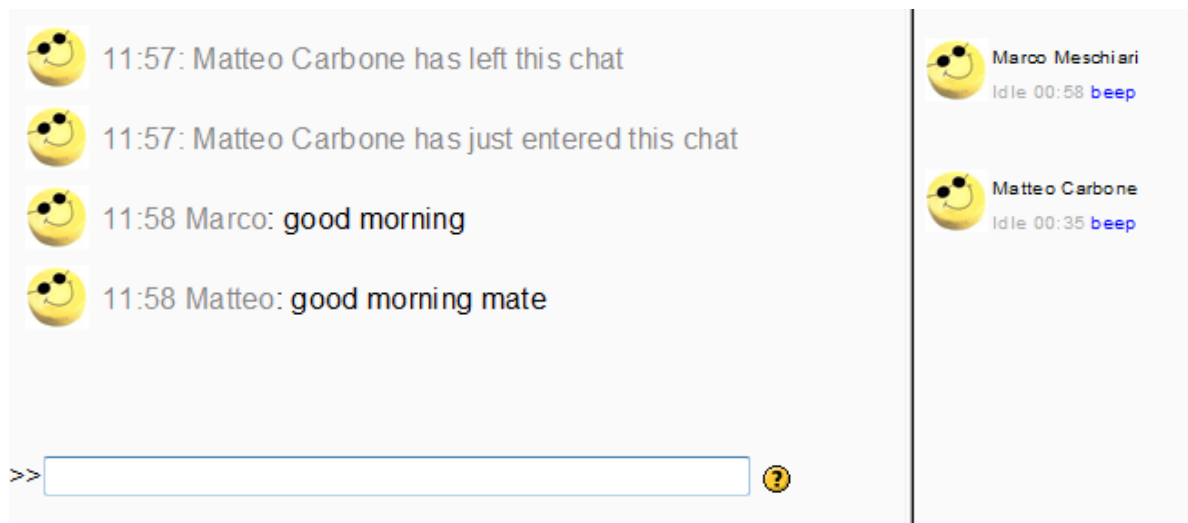 11:57: Matteo Carbone has left this chat
11:57: Matteo Carbone has just entered this chat
11:58 Marco: good morning
11:58 Matteo: good morning mate
>>
?
Marco Meschiari
Idle 00:58 beep
Matteo Carbone
Idle 00:35 beep